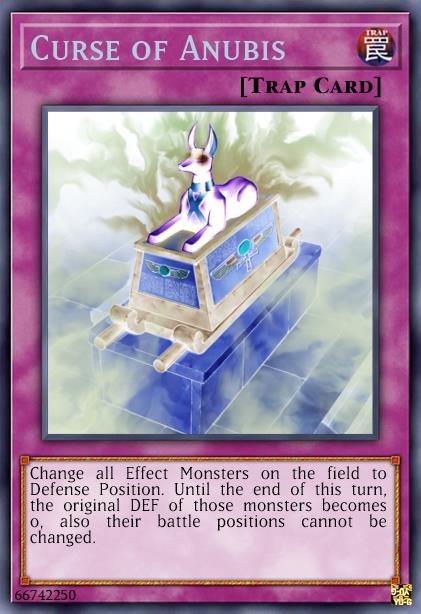 CURSE OF ANUBIS
TRAP
罠
[TRAP CARD]
Change all Effect Monsters on the field to
Defense Position. Until the end of this turn,
the original DEF of those monsters becomes
0, also their battle positions cannot be
changed.
66742250